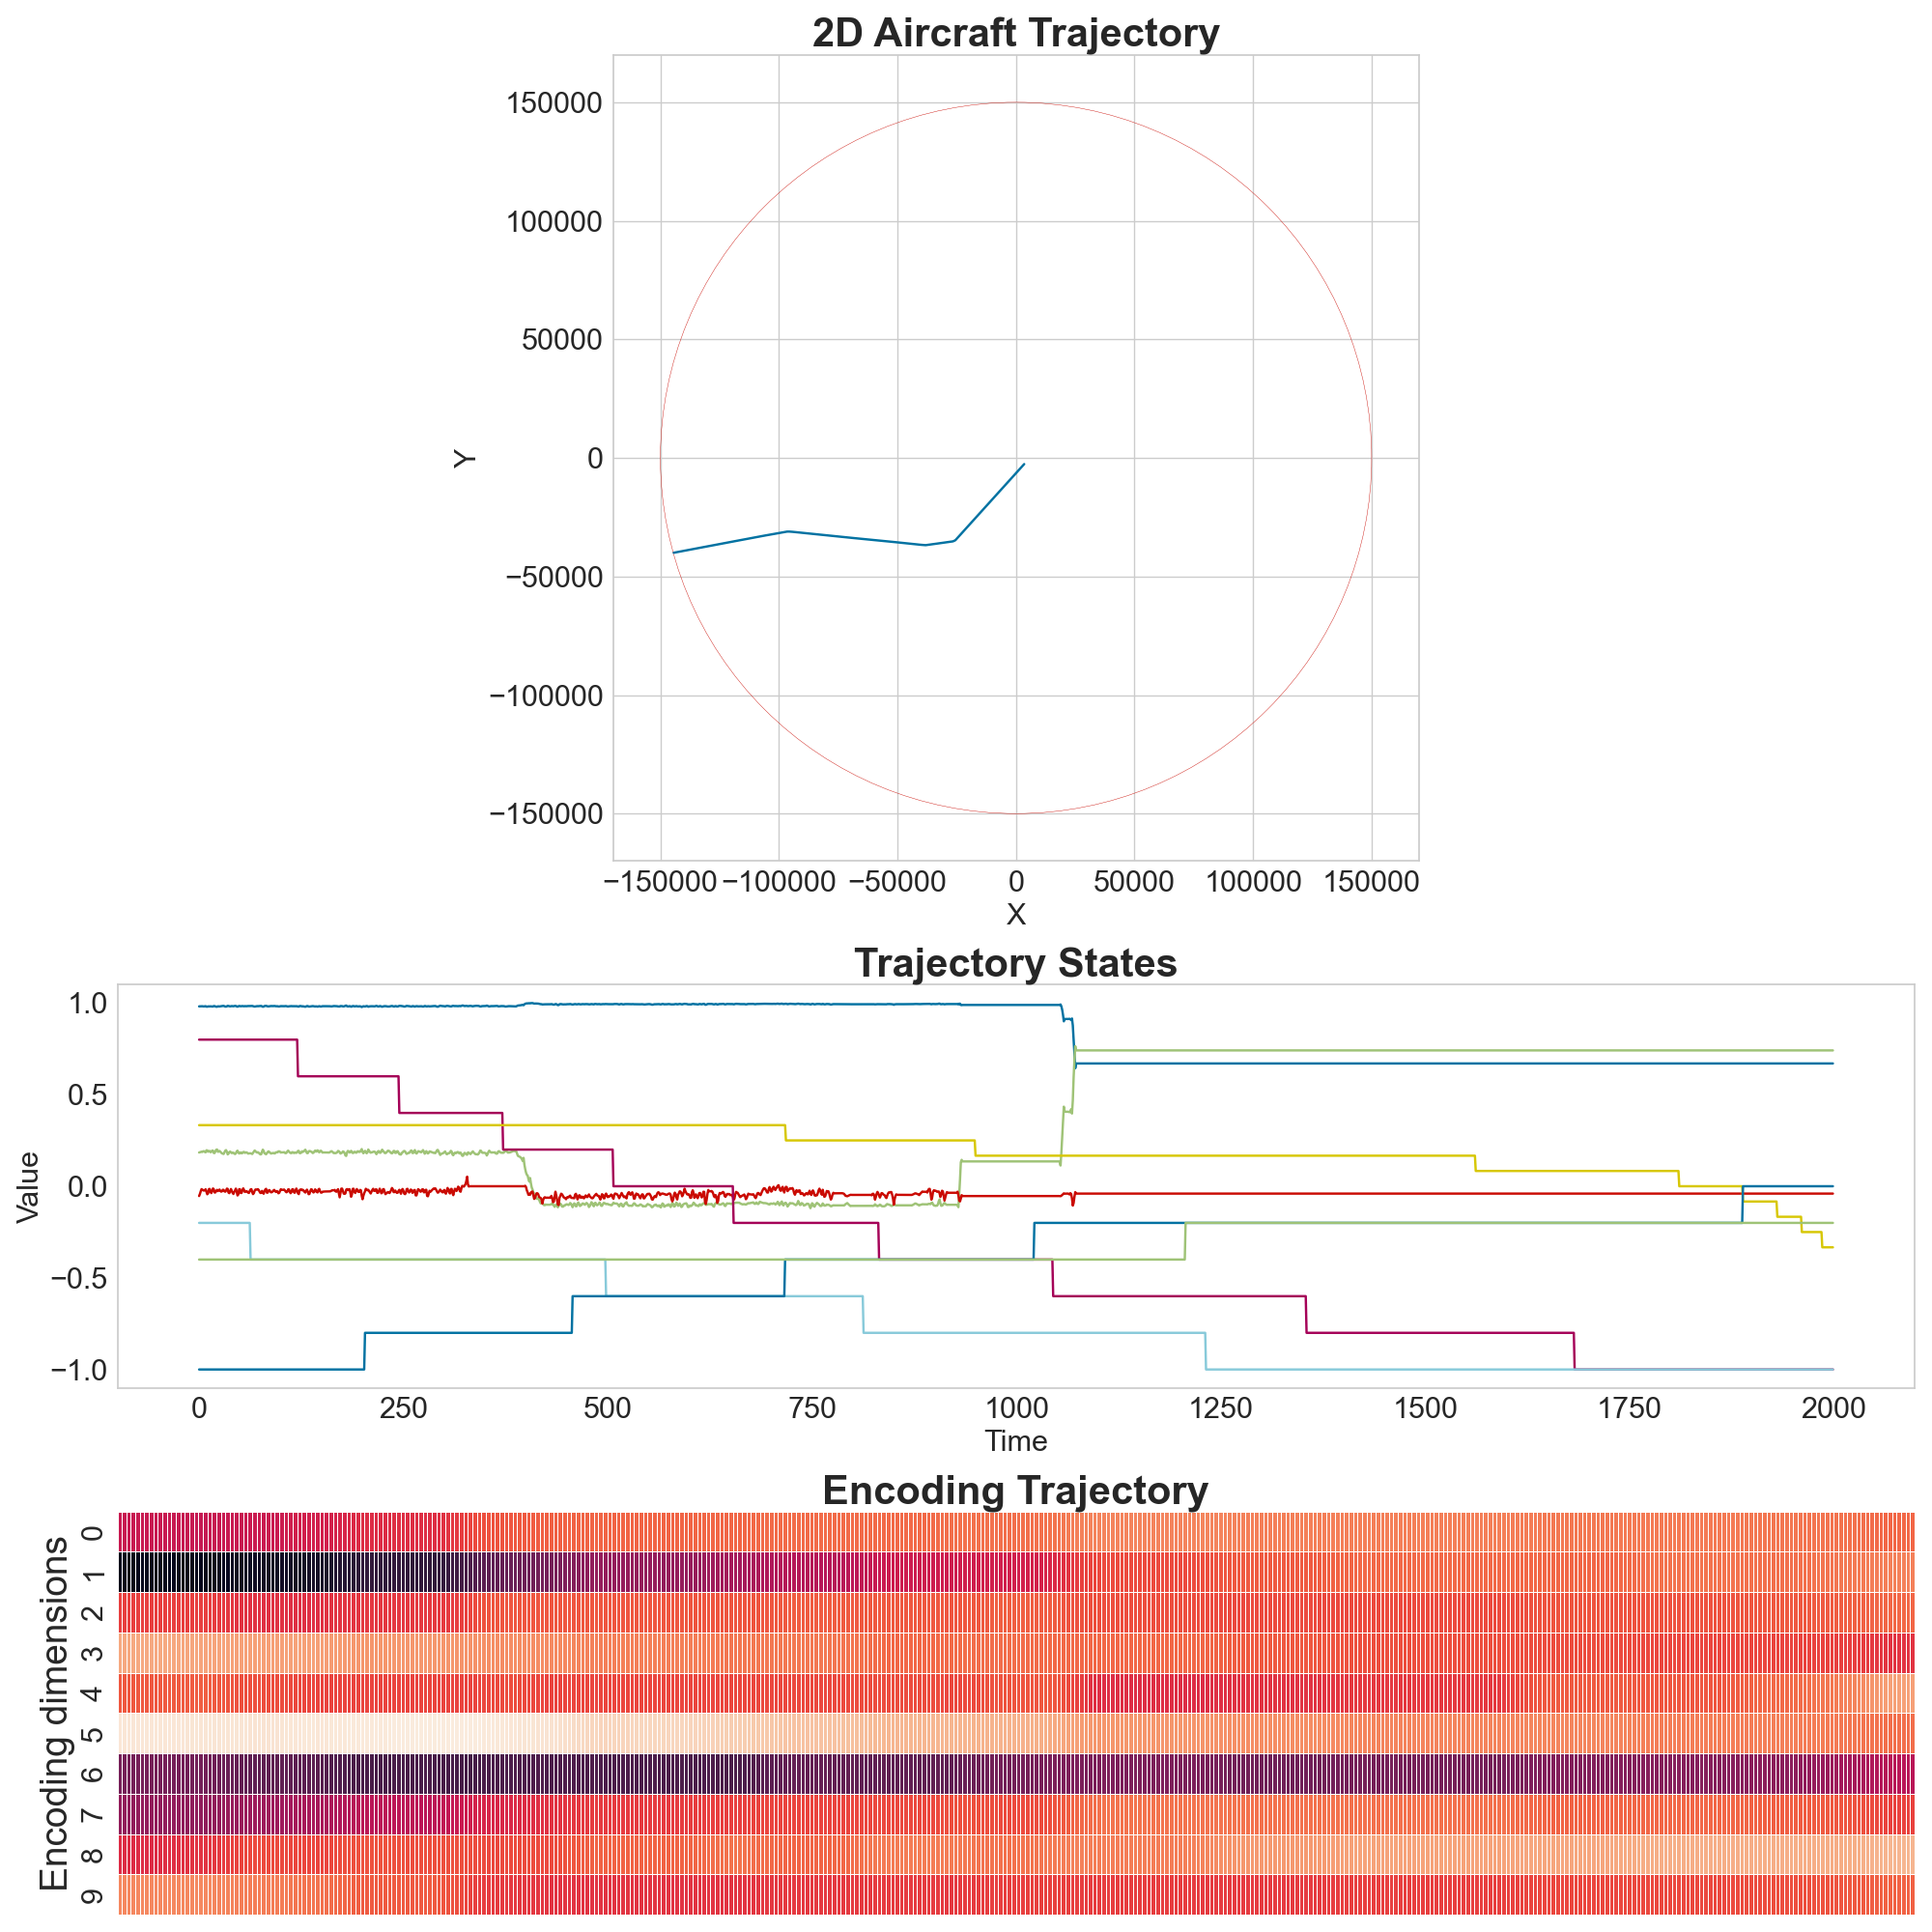 2D Aircraft Trajectory
150000
100000
50000
0
−50000
−100000
−150000
Y
−150000 −100000 −50000 0 50000 100000 150000
X
Trajectory States
1.0
0.5
0.0
−0.5
−1.0
Value
0 250 500 750 1000 1250 1500 1750 2000
Time
Encoding Trajectory
0
1
2
3
4
5
6
7
8
9
Encoding dimensions